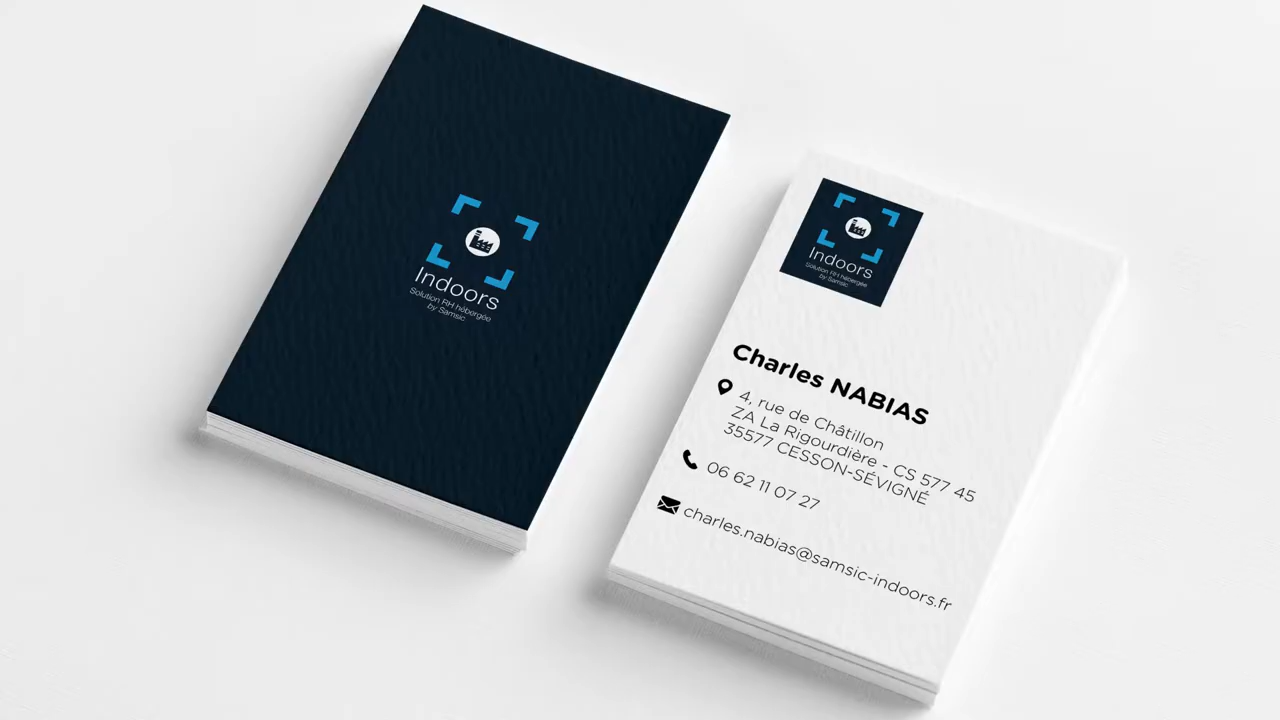 Indoors
Solution RH hébergée
by Samsic
Indoors
Solution RH hébergée
by Samsic
Charles NABIAS
4, rue de Châtillon
ZA La Rigourdière - CS 577 45
35577 CESSON-SÉVIGNÉ
06 62 11 07 27
charles.nabias@samsic-indoors.fr